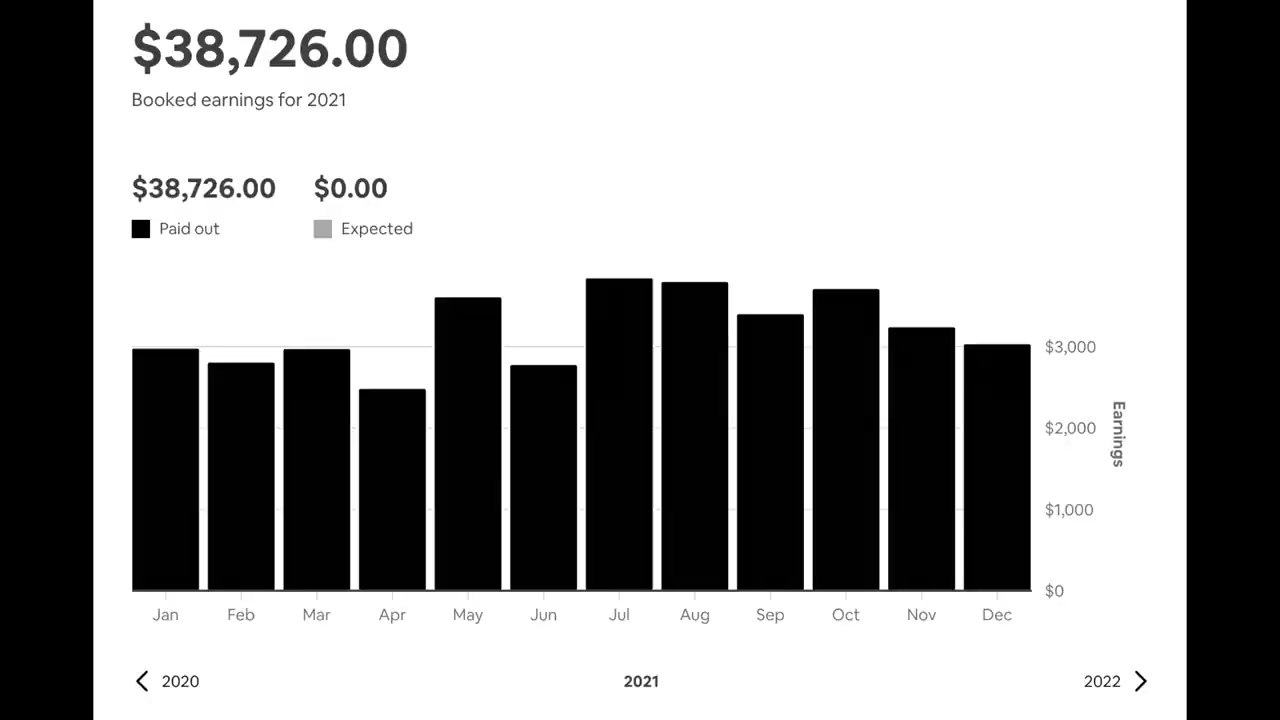 $38,726.00
Booked earnings for 2021
$38,726.00 $0.00
Paid out Expected
$3,000
$2,000
$1,000
$0
Earnings
Jan Feb Mar Apr May Jun Jul Aug Sep Oct Nov Dec
2020 2021 2022